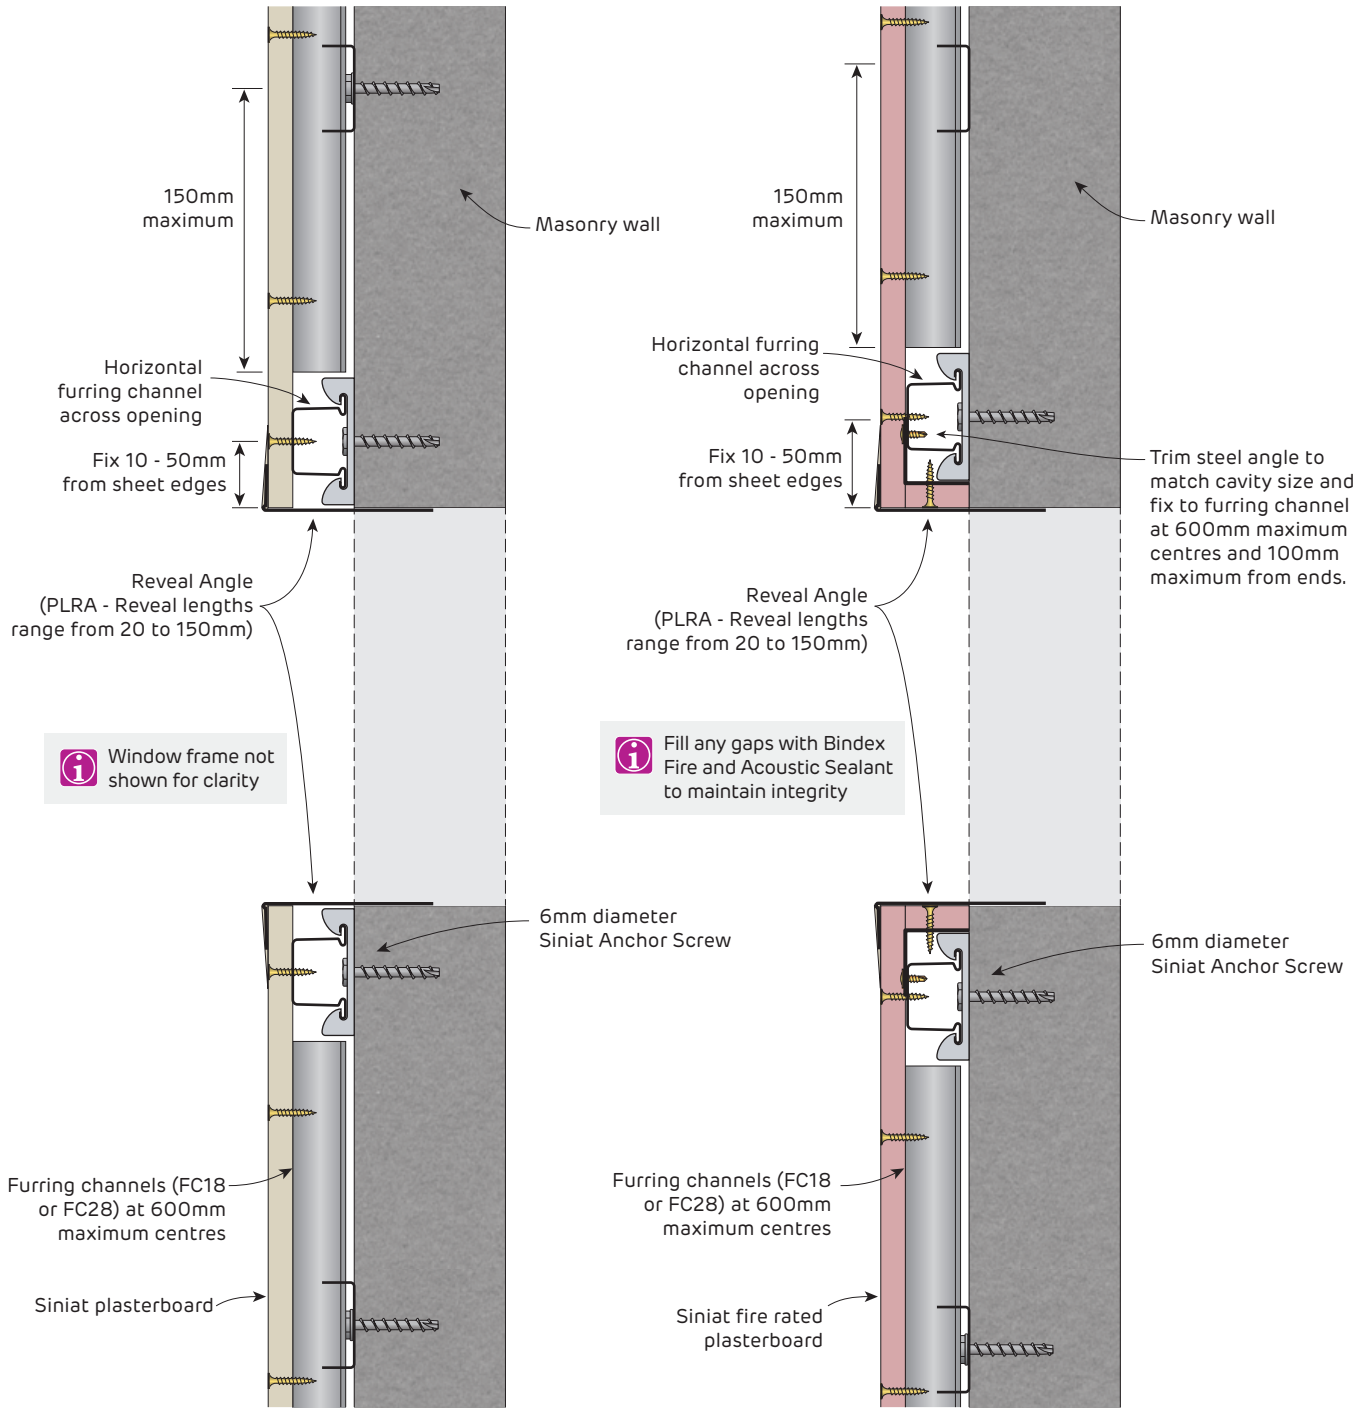 150mm
maximum
Masonry wall
Horizontal
furring channel
across opening
Fix 10 - 50mm
from sheet edges
Reveal Angle
(PLRA - Reveal lengths
range from 20 to 150mm)
Window frame not
shown for clarity
6mm diameter
Siniat Anchor Screw
Furring channels (FC18
or FC28) at 600mm
maximum centres
Siniat plasterboard
150mm
maximum
Masonry wall
Horizontal furring
channel across
opening
Fix 10 - 50mm
from sheet edges
Trim steel angle to
match cavity size and
fix to furring channel
at 600mm maximum
centres and 100mm
maximum from ends.
Reveal Angle
(PLRA - Reveal lengths
range from 20 to 150mm)
Fill any gaps with Bindex
Fire and Acoustic Sealant
to maintain integrity
6mm diameter
Siniat Anchor Screw
Furring channels (FC18
or FC28) at 600mm
maximum centres
Siniat fire rated
plasterboard